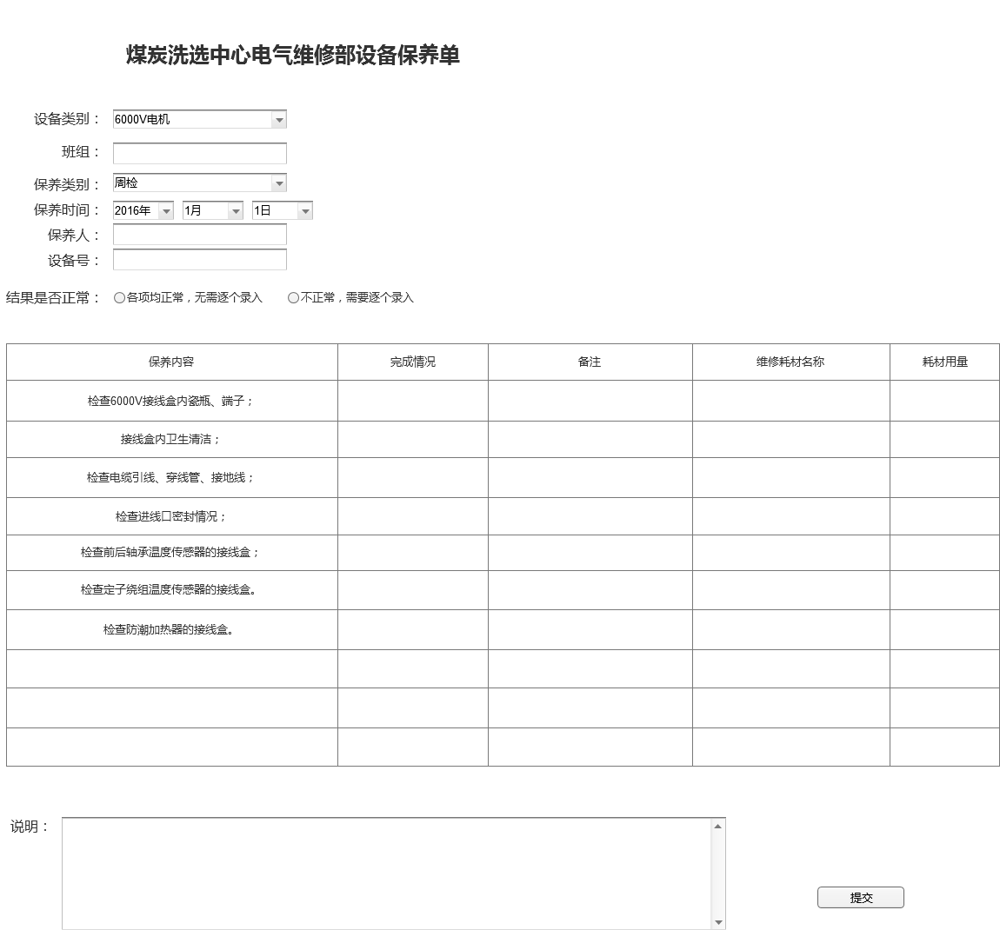 煤炭洗选中心电气维修部设备保养单
设备类别： 6000V电机
班组：
保养类别： 周检
保养时间： 2016年 1月 1日
保养人：
设备号：
结果是否正常： 各项均正常，无需逐个录入 不正常，需要逐个录入
保养内容 完成情况 备注 维修耗材名称 耗材用量
检查6000V接线盒内瓷瓶、端子；
接线盒内卫生清洁；
检查电缆引线、穿线管、接地线；
检查进线口密封情况；
检查前后轴承温度传感器的接线盒；
检查定子绕组温度传感器的接线盒。
检查防潮加热器的接线盒。
说明：
提交